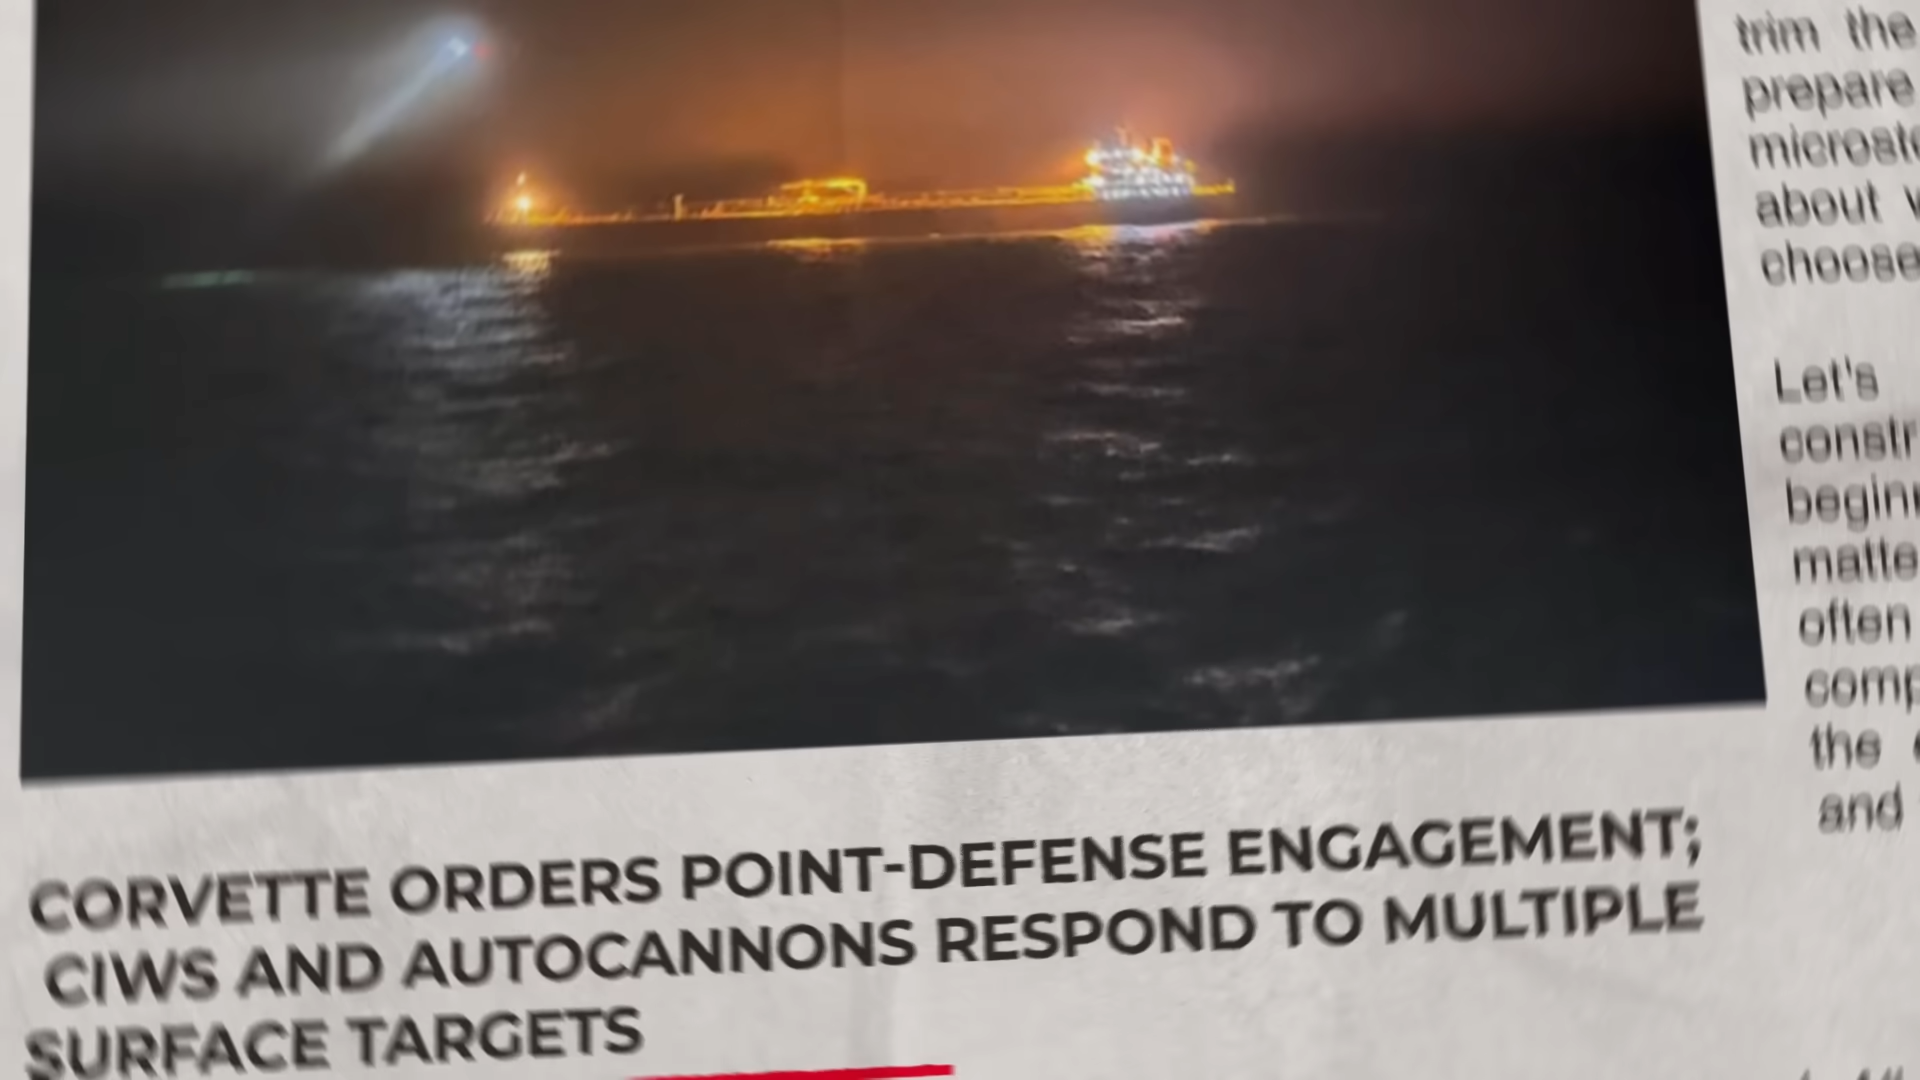 CORVETTE ORDERS POINT-DEFENSE ENGAGEMENT;
CIWS AND AUTOCANNONS RESPOND TO MULTIPLE
SURFACE TARGETS
trim the
prepare
about
choose
Let's
often
the
and